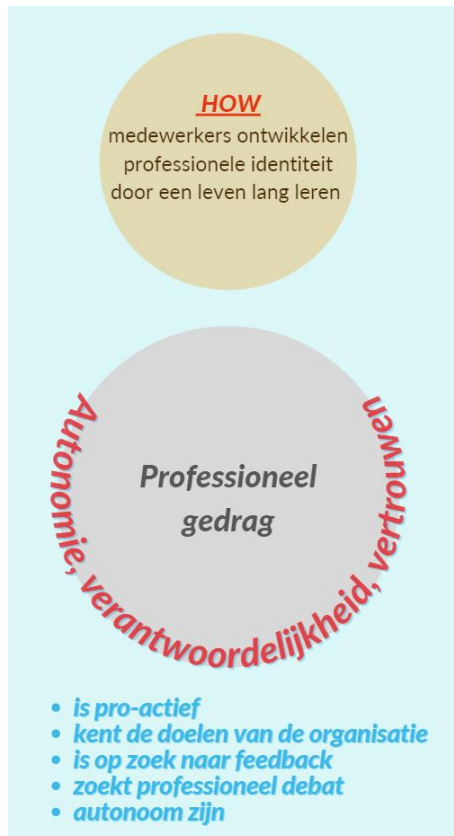 HOW
medewerkers ontwikkelen
professionele identiteit
door een leven lang leren
Professioneel
gedrag
Autonomie, verantwoordelijkheid, vertrouwen
• is pro-actief
• kent de doelen van de organisatie
• is op zoek naar feedback
• zoekt professioneel debat
• autonoom zijn